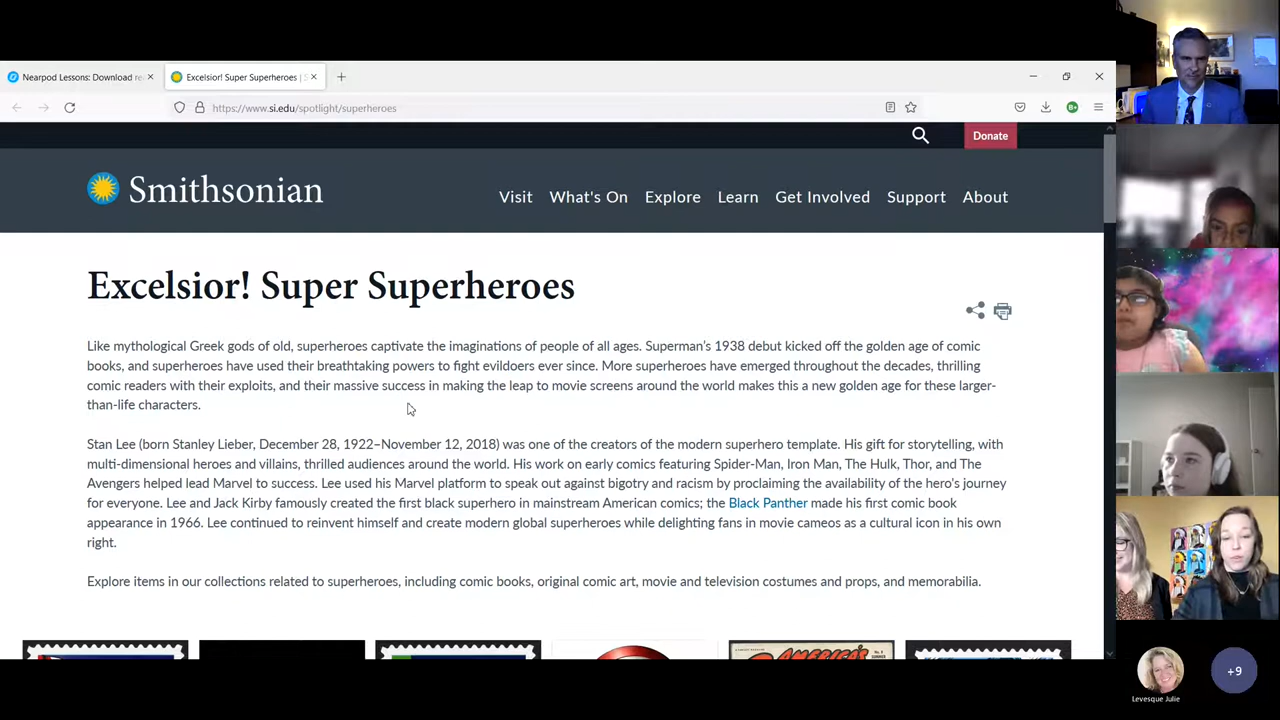 Nearpod Lessons: Download re
Excelsior! Super Superheroes | S
https://www.si.edu/spotlight/superheroes
Donate
Smithsonian
Visit What's On Explore Learn Get Involved Support About
Excelsior! Super Superheroes
Like mythological Greek gods of old, superheroes captivate the imaginations of people of all ages. Superman's 1938 debut kicked off the golden age of comic
books, and superheroes have used their breathtaking powers to fight evildoers ever since. More superheroes have emerged throughout the decades, thrilling
comic readers with their exploits, and their massive success in making the leap to movie screens around the world makes this a new golden age for these larger-
than-life characters.
Stan Lee (born Stanley Lieber, December 28, 1922–November 12, 2018) was one of the creators of the modern superhero template. His gift for storytelling, with
multi-dimensional heroes and villains, thrilled audiences around the world. His work on early comics featuring Spider-Man, Iron Man, The Hulk, Thor, and The
Avengers helped lead Marvel to success. Lee used his Marvel platform to speak out against bigotry and racism by proclaiming the availability of the hero's journey
for everyone. Lee and Jack Kirby famously created the first black superhero in mainstream American comics; the Black Panther made his first comic book
appearance in 1966. Lee continued to reinvent himself and create modern global superheroes while delighting fans in movie cameos as a cultural icon in his own
right.
Explore items in our collections related to superheroes, including comic books, original comic art, movie and television costumes and props, and memorabilia.
AMERICA'S
Levesque Julie
+9